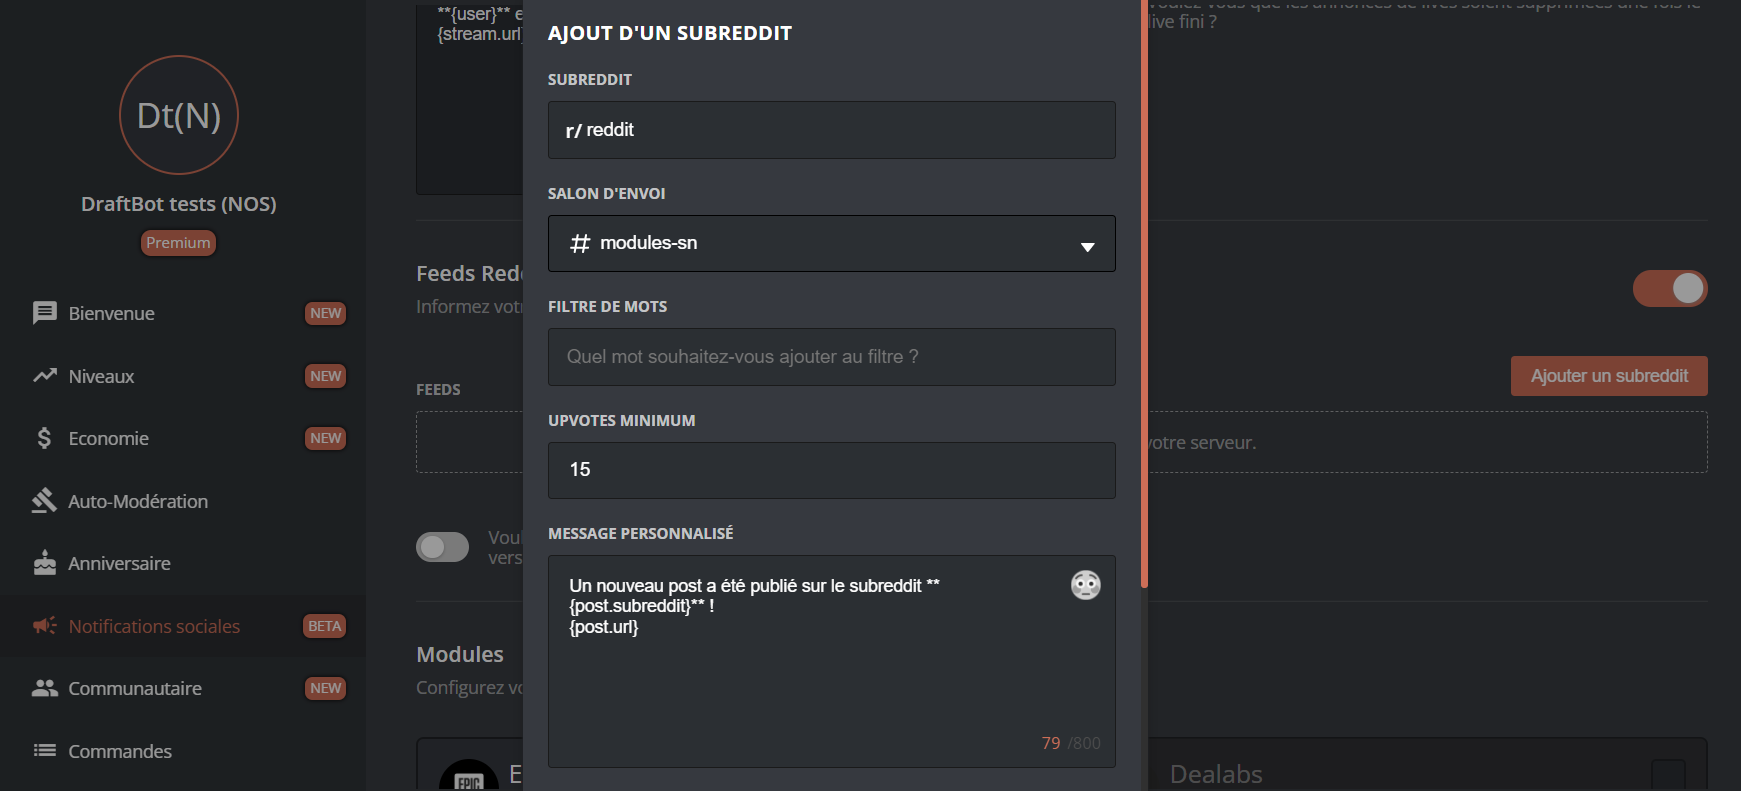 Dt(N)
DraftBot tests (NOS)
Premium
Bienvenue NEW
Niveaux NEW
Economie NEW
Auto-Modération
Anniversaire
Notifications sociales BETA
Communautaire NEW
Commandes
**{user}** e
{stream.url}
live fini ?
Feeds Redd
Informez votr
FEEDS
Ajouter un subreddit
votre serveur.
Voul
vers
Modules
Configurez vo
EPIC
E
Dealabs
AJOUT D'UN SUBREDDIT
SUBREDDIT
r/ reddit
SALON D'ENVOI
# modules-sn
FILTRE DE MOTS
Quel mot souhaitez-vous ajouter au filtre ?
UPVOTES MINIMUM
15
MESSAGE PERSONNALISÉ
Un nouveau post a été publié sur le subreddit **
{post.subreddit}** !
{post.url}
79 /800